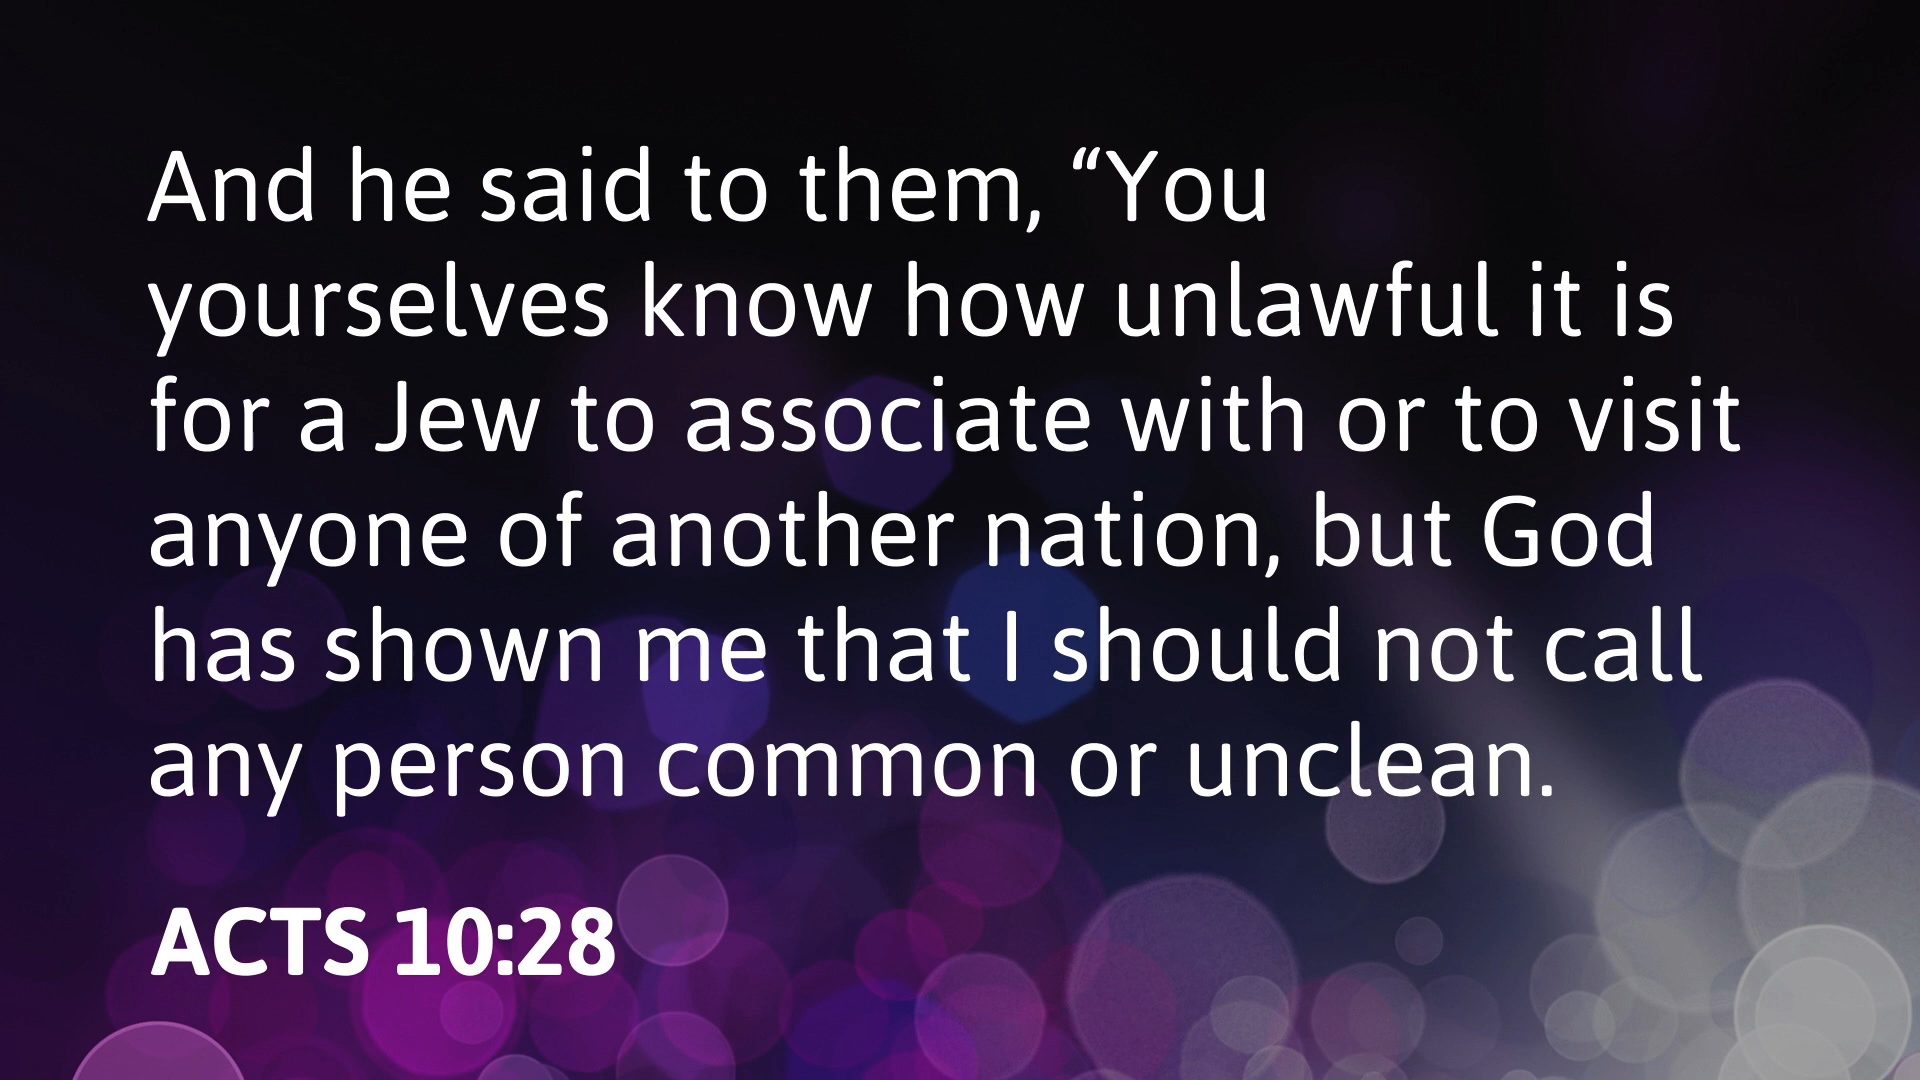 And he said to them, “You
yourselves know how unlawful it is
for a Jew to associate with or to visit
anyone of another nation, but God
has shown me that I should not call
any person common or unclean.
ACTS 10:28